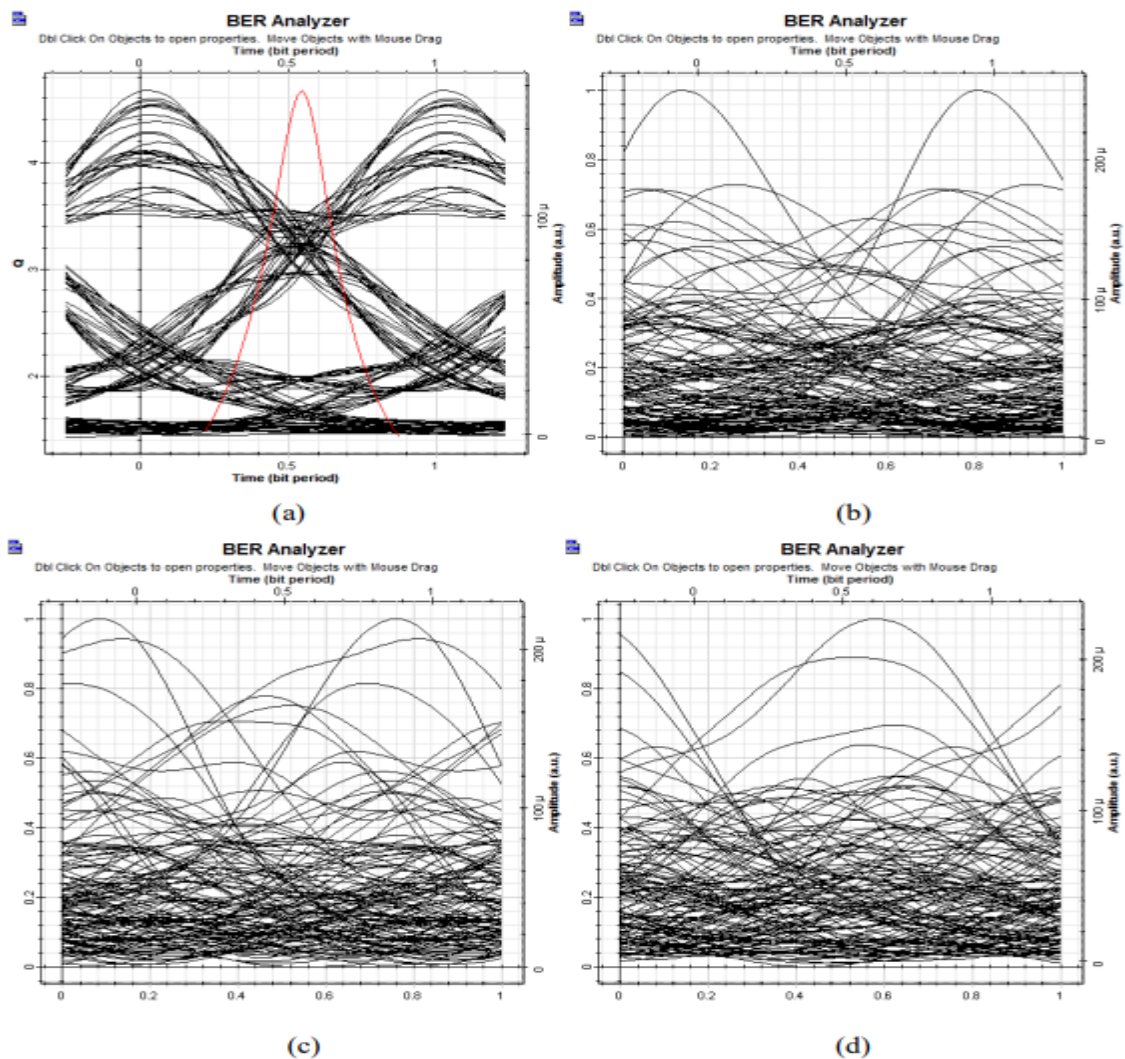 BER Analyzer
Dbl Click On Objects to open properties. Move Objects with Mouse Drag
Time (bit period)
0 0.5 1
Q
4
3
2
Amplitude (a.u.)
100 µ
0
0 0.5 1
Time (bit period)
(a)
BER Analyzer
Dbl Click On Objects to open properties. Move Objects with Mouse Drag
Time (bit period)
0 0.5 1
1
0.8
0.6
0.4
0.2
0
Amplitude (a.u.)
200 µ
100 µ
0
0 0.2 0.4 0.6 0.8 1
(b)
BER Analyzer
Dbl Click On Objects to open properties. Move Objects with Mouse Drag
Time (bit period)
0 0.5 1
1
0.8
0.6
0.4
0.2
0
Amplitude (a.u.)
200 µ
100 µ
0
0 0.2 0.4 0.6 0.8 1
(c)
BER Analyzer
Dbl Click On Objects to open properties. Move Objects with Mouse Drag
Time (bit period)
0 0.5 1
1
0.8
0.6
0.4
0.2
0
Amplitude (a.u.)
200 µ
100 µ
0
0 0.2 0.4 0.6 0.8 1
(d)